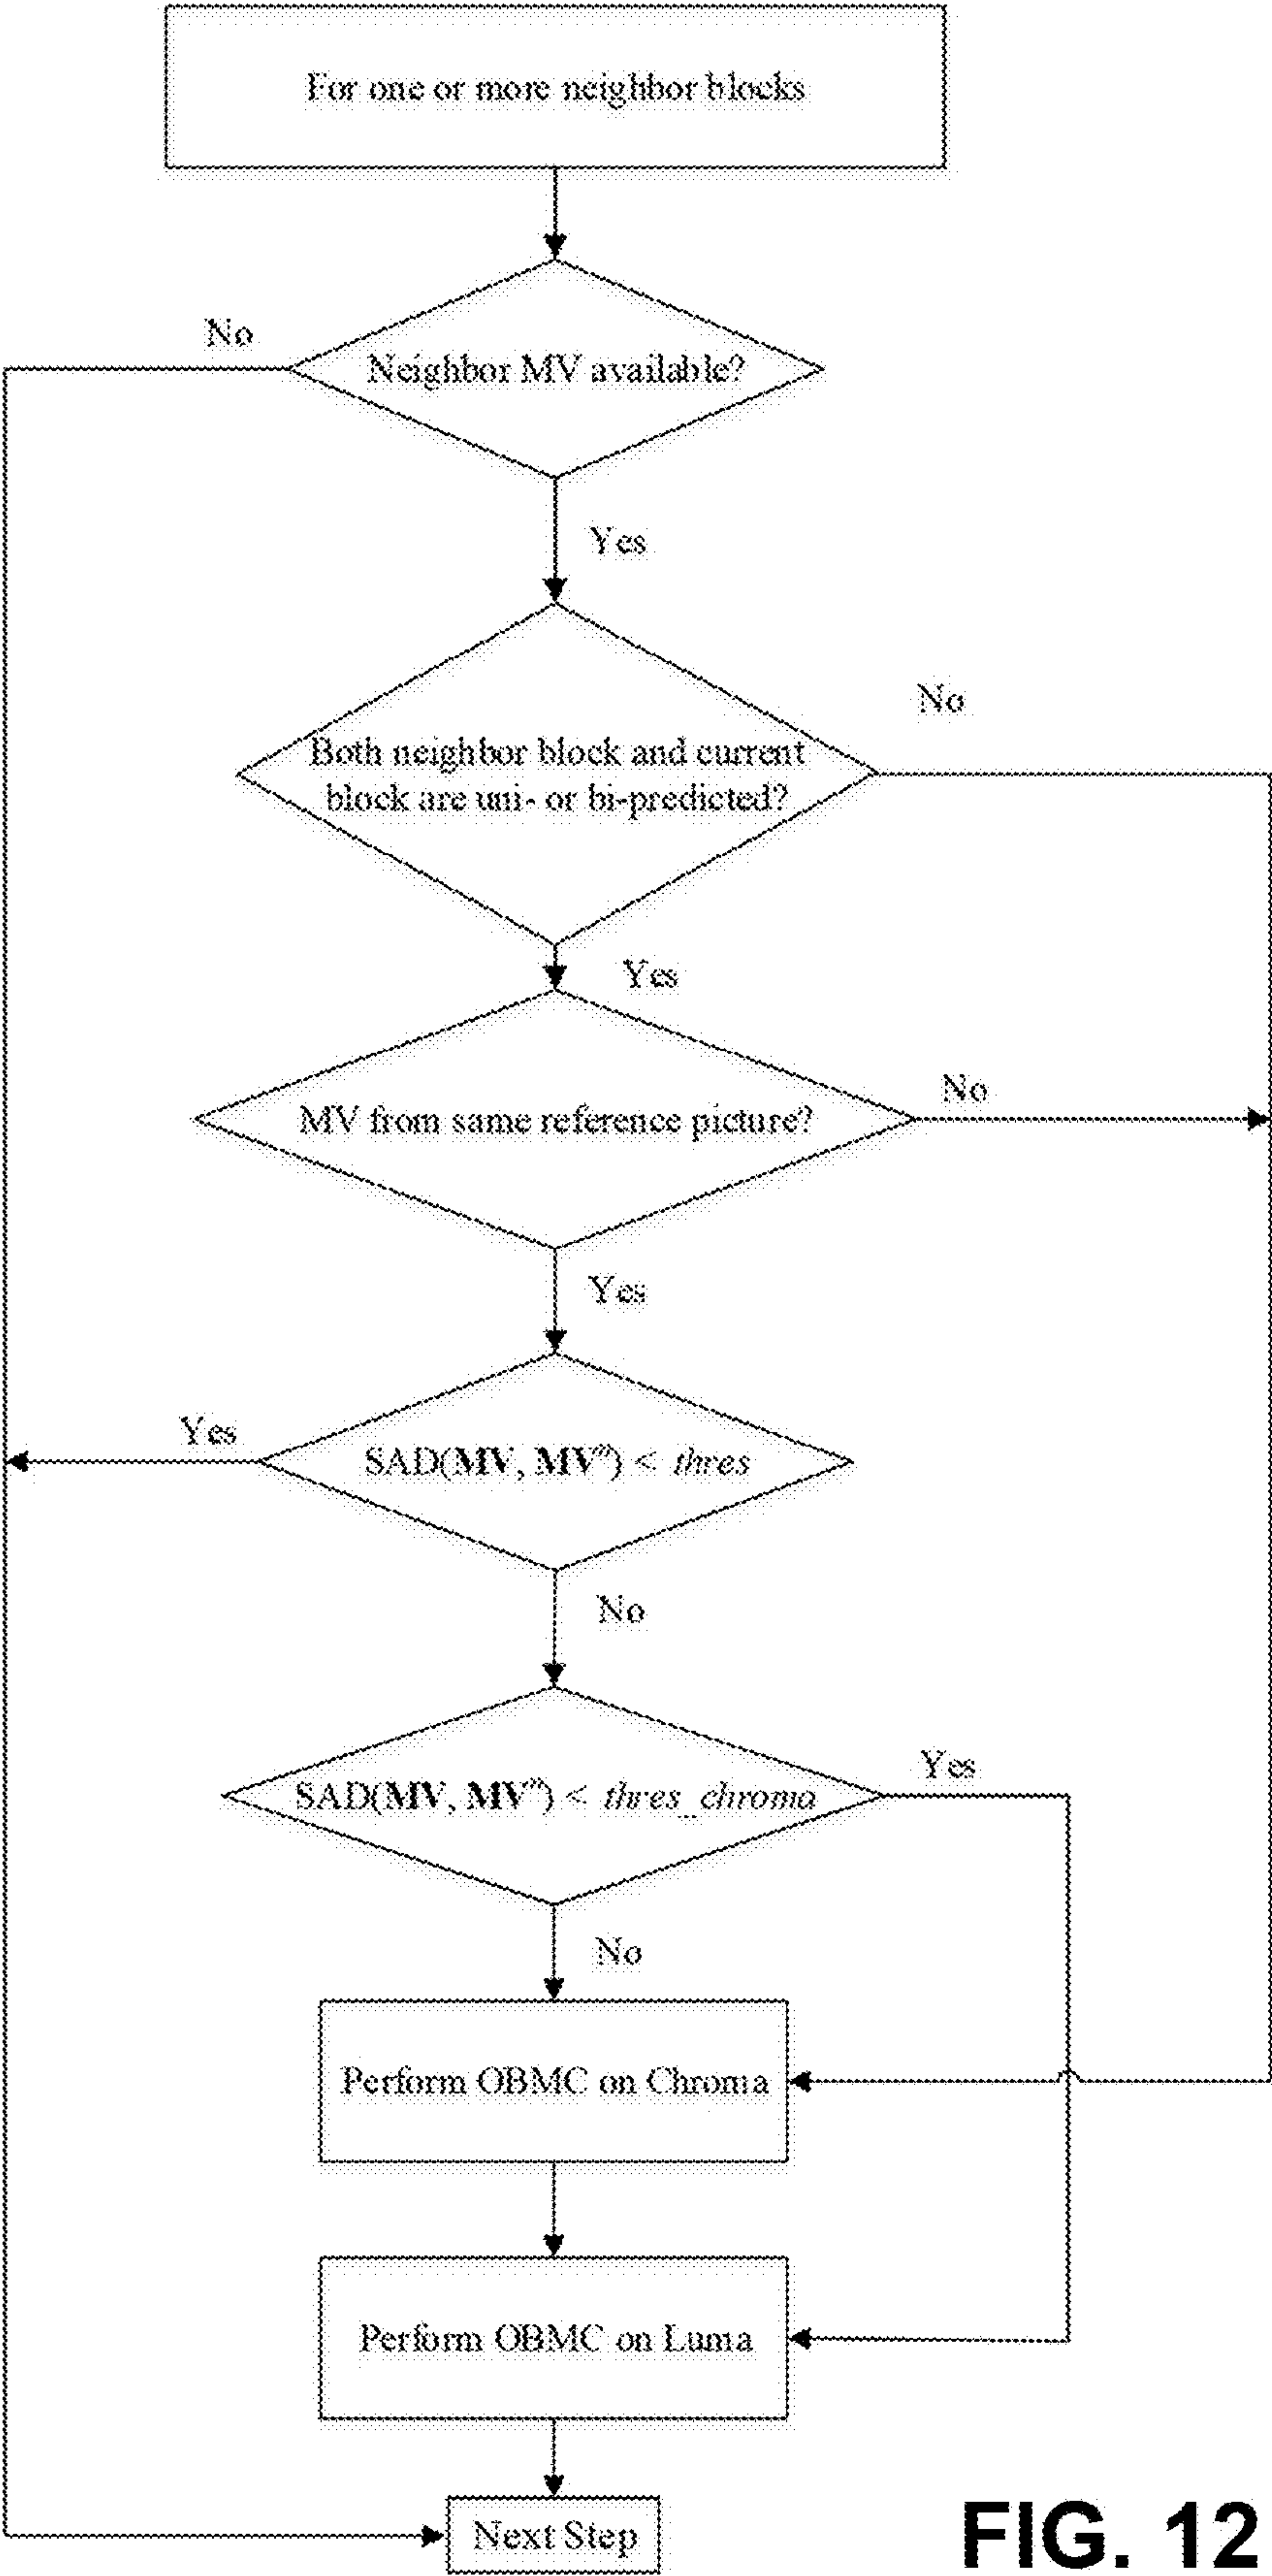 For one or more neighbor blocks
No
Neighbor MV available?
Yes
No
Both neighbor block and current
block are uni- or bi-predicted?
Yes
No
MV from same reference picture?
Yes
Yes
SAD(MV, MVⁿ) < thres
No
Yes
SAD(MV, MVⁿ) < thres_chroma
No
Perform OBMC on Chroma
Perform OBMC on Luma
Next Step
FIG. 12